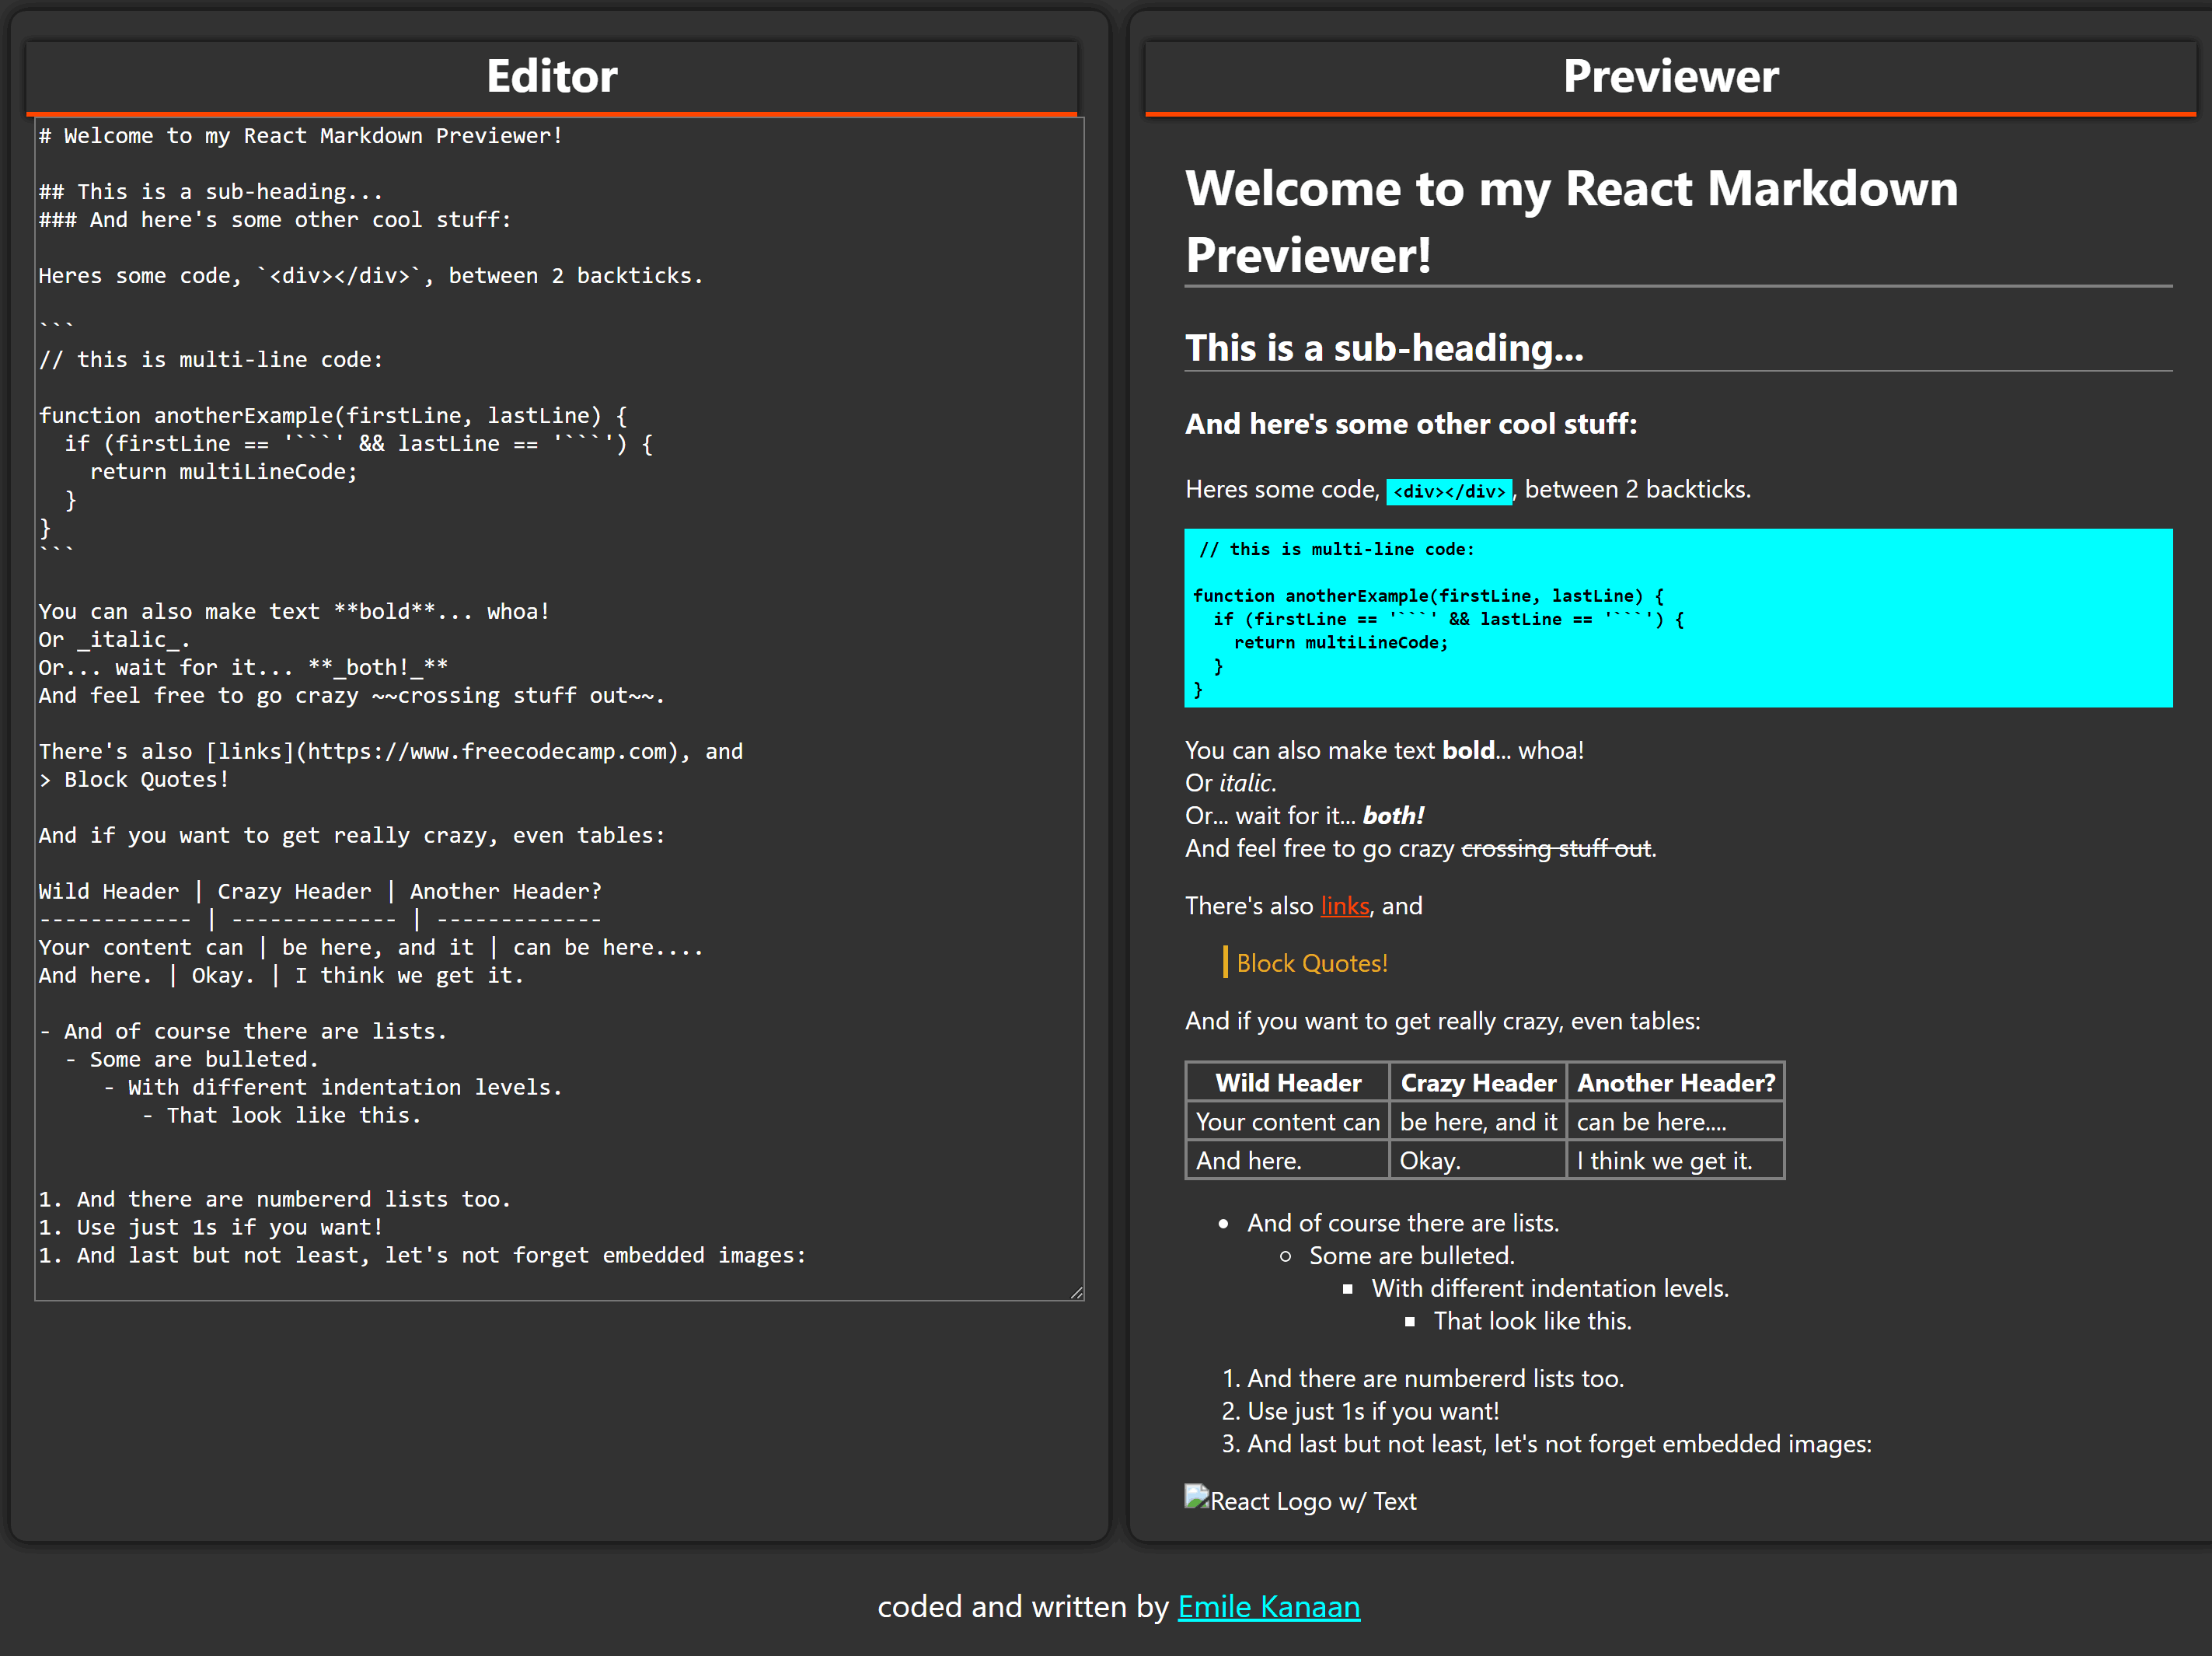 Editor
# Welcome to my React Markdown Previewer!
## This is a sub-heading...
### And here's some other cool stuff:
Heres some code, `<div></div>`, between 2 backticks.
```
// this is multi-line code:
function anotherExample(firstLine, lastLine) {
  if (firstLine == '```' && lastLine == '```') {
    return multiLineCode;
  }
}
```
You can also make text **bold**... whoa!
Or _italic_.
Or... wait for it... **_both!_**
And feel free to go crazy ~~crossing stuff out~~.
There's also [links](https://www.freecodecamp.com), and
> Block Quotes!
And if you want to get really crazy, even tables:
Wild Header | Crazy Header | Another Header?
------------ | ------------- | -------------
Your content can | be here, and it | can be here....
And here. | Okay. | I think we get it.
- And of course there are lists.
  - Some are bulleted.
     - With different indentation levels.
        - That look like this.
1. And there are numbererd lists too.
1. Use just 1s if you want!
1. And last but not least, let's not forget embedded images:
Previewer
Welcome to my React Markdown
Previewer!
This is a sub-heading...
And here's some other cool stuff:
Heres some code, <div></div>, between 2 backticks.
// this is multi-line code:
function anotherExample(firstLine, lastLine) {
  if (firstLine == '```' && lastLine == '```') {
    return multiLineCode;
  }
}
You can also make text bold... whoa!
Or italic.
Or... wait for it... both!
And feel free to go crazy crossing stuff out.
There's also links, and
Block Quotes!
And if you want to get really crazy, even tables:
Wild Header Crazy Header Another Header?
Your content can be here, and it can be here....
And here. Okay. I think we get it.
And of course there are lists.
Some are bulleted.
With different indentation levels.
That look like this.
1. And there are numbererd lists too.
2. Use just 1s if you want!
3. And last but not least, let's not forget embedded images:
React Logo w/ Text
coded and written by Emile Kanaan